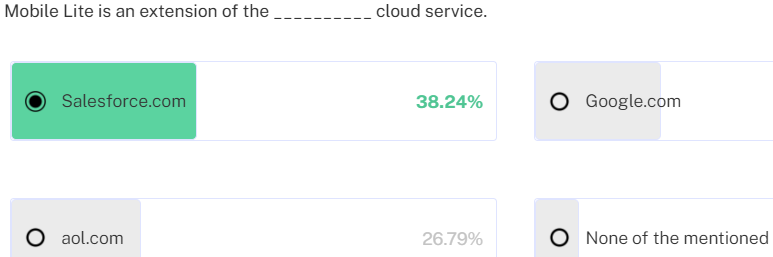 Mobile Lite is an extension of the __________ cloud service.
Salesforce.com 38.24%
Google.com
aol.com 26.79%
None of the mentioned